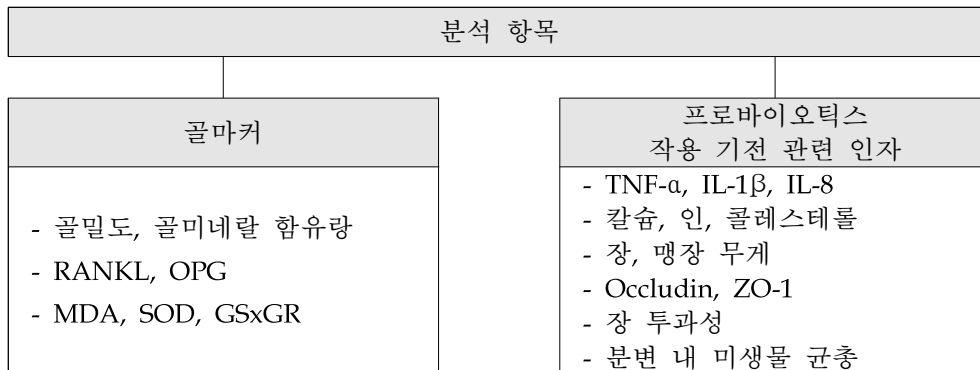 분석 항목
골마커
- 골밀도, 골미네랄 함유랑
- RANKL, OPG
- MDA, SOD, GSxGR
프로바이오틱스
작용 기전 관련 인자
- TNF-α, IL-1β, IL-8
- 칼슘, 인, 콜레스테롤
- 장, 맹장 무게
- Occludin, ZO-1
- 장 투과성
- 분변 내 미생물 균총